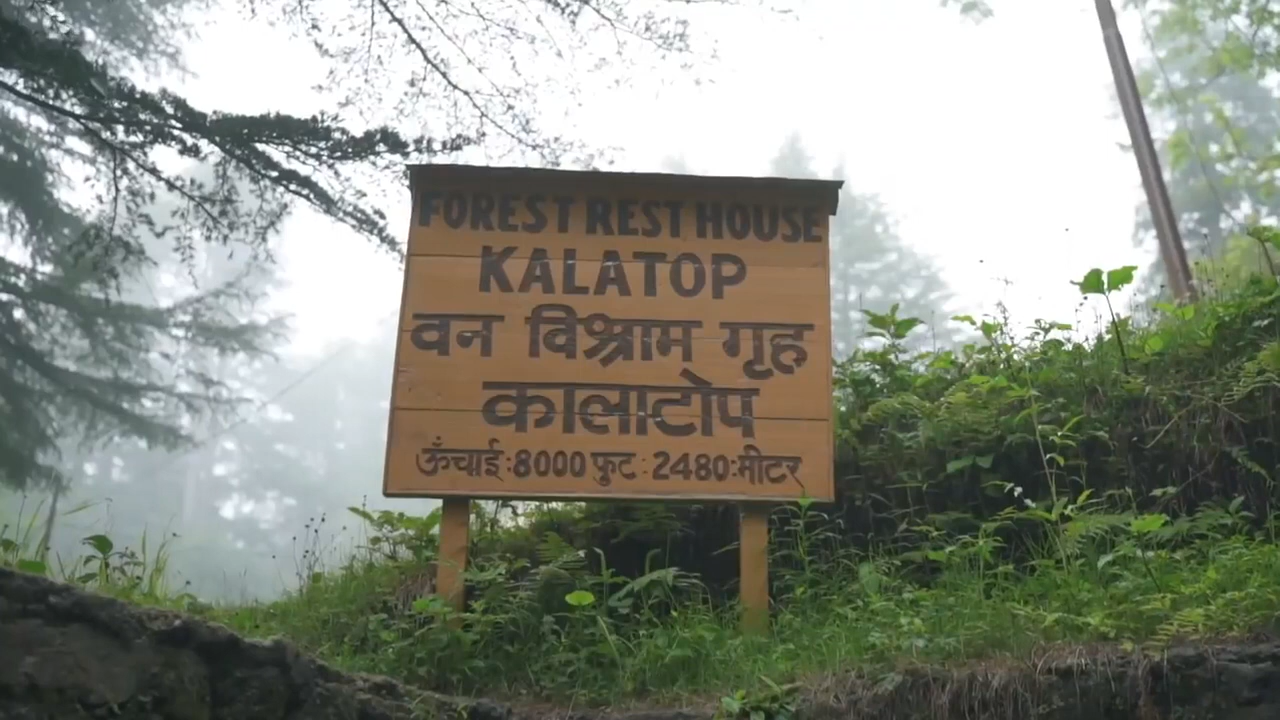 FOREST REST HOUSE
KALATOP
वन विश्राम गृह
कालाटोप
ऊँचाई :8000 फुट : 2480:मीटर